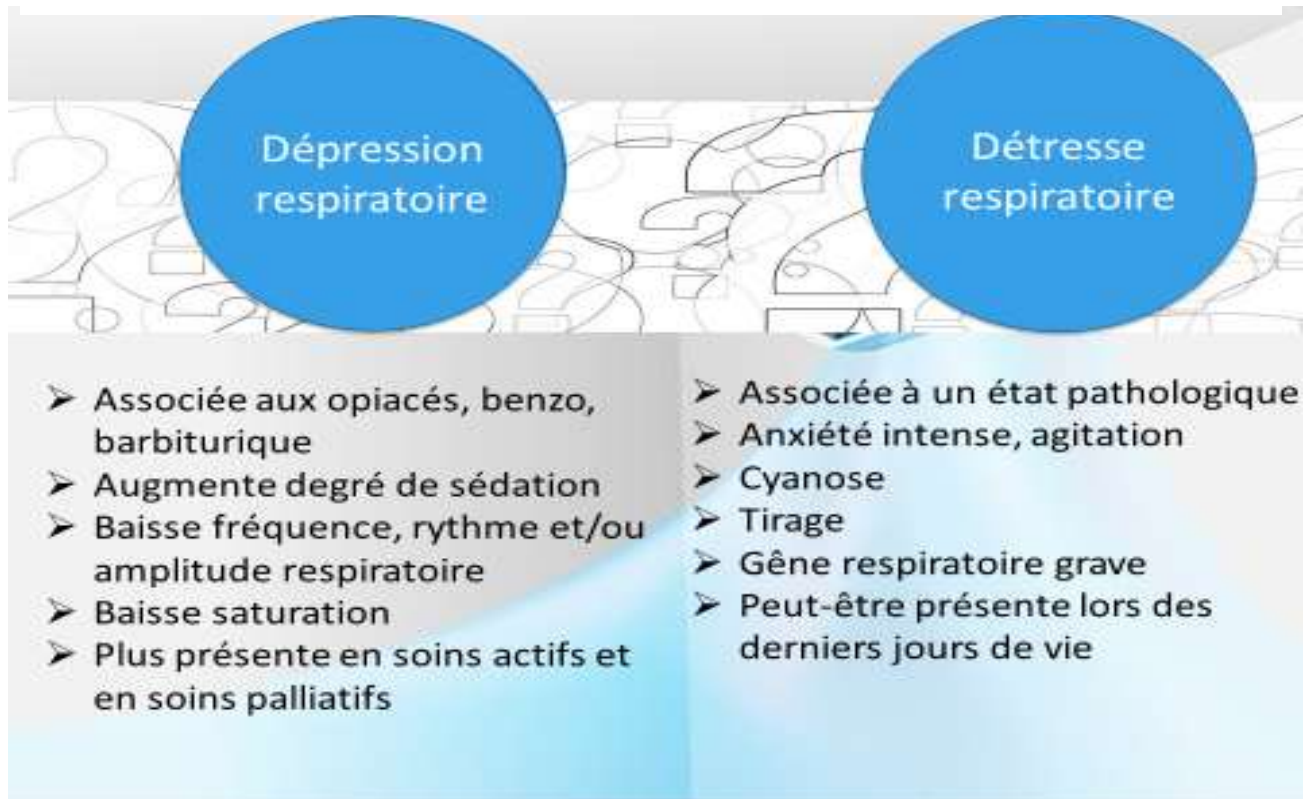 Dépression
respiratoire
Détresse
respiratoire
➢ Associée aux opiacés, benzo,
barbiturique
➢ Augmente degré de sédation
➢ Baisse fréquence, rythme et/ou
amplitude respiratoire
➢ Baisse saturation
➢ Plus présente en soins actifs et
en soins palliatifs
➢ Associée à un état pathologique
➢ Anxiété intense, agitation
➢ Cyanose
➢ Tirage
➢ Gêne respiratoire grave
➢ Peut-être présente lors des
derniers jours de vie